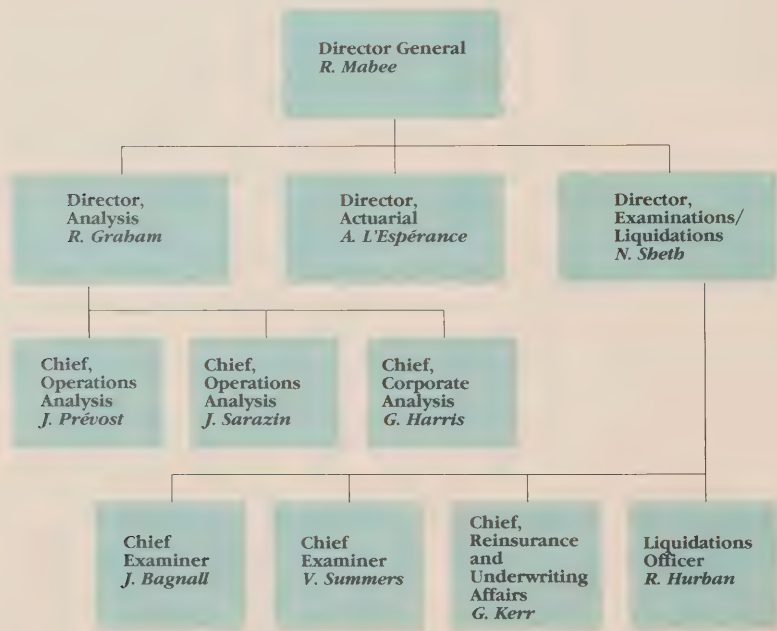 Director General
R. Mabee
Director,
Analysis
R. Graham
Director,
Actuarial
A. L'Espérance
Director,
Examinations/
Liquidations
N. Sheth
Chief,
Operations
Analysis
J. Prévost
Chief,
Operations
Analysis
J. Sarazin
Chief,
Corporate
Analysis
G. Harris
Chief
Examiner
J. Bagnall
Chief
Examiner
V. Summers
Chief,
Reinsurance
and
Underwriting
Affairs
G. Kerr
Liquidations
Officer
R. Hurban